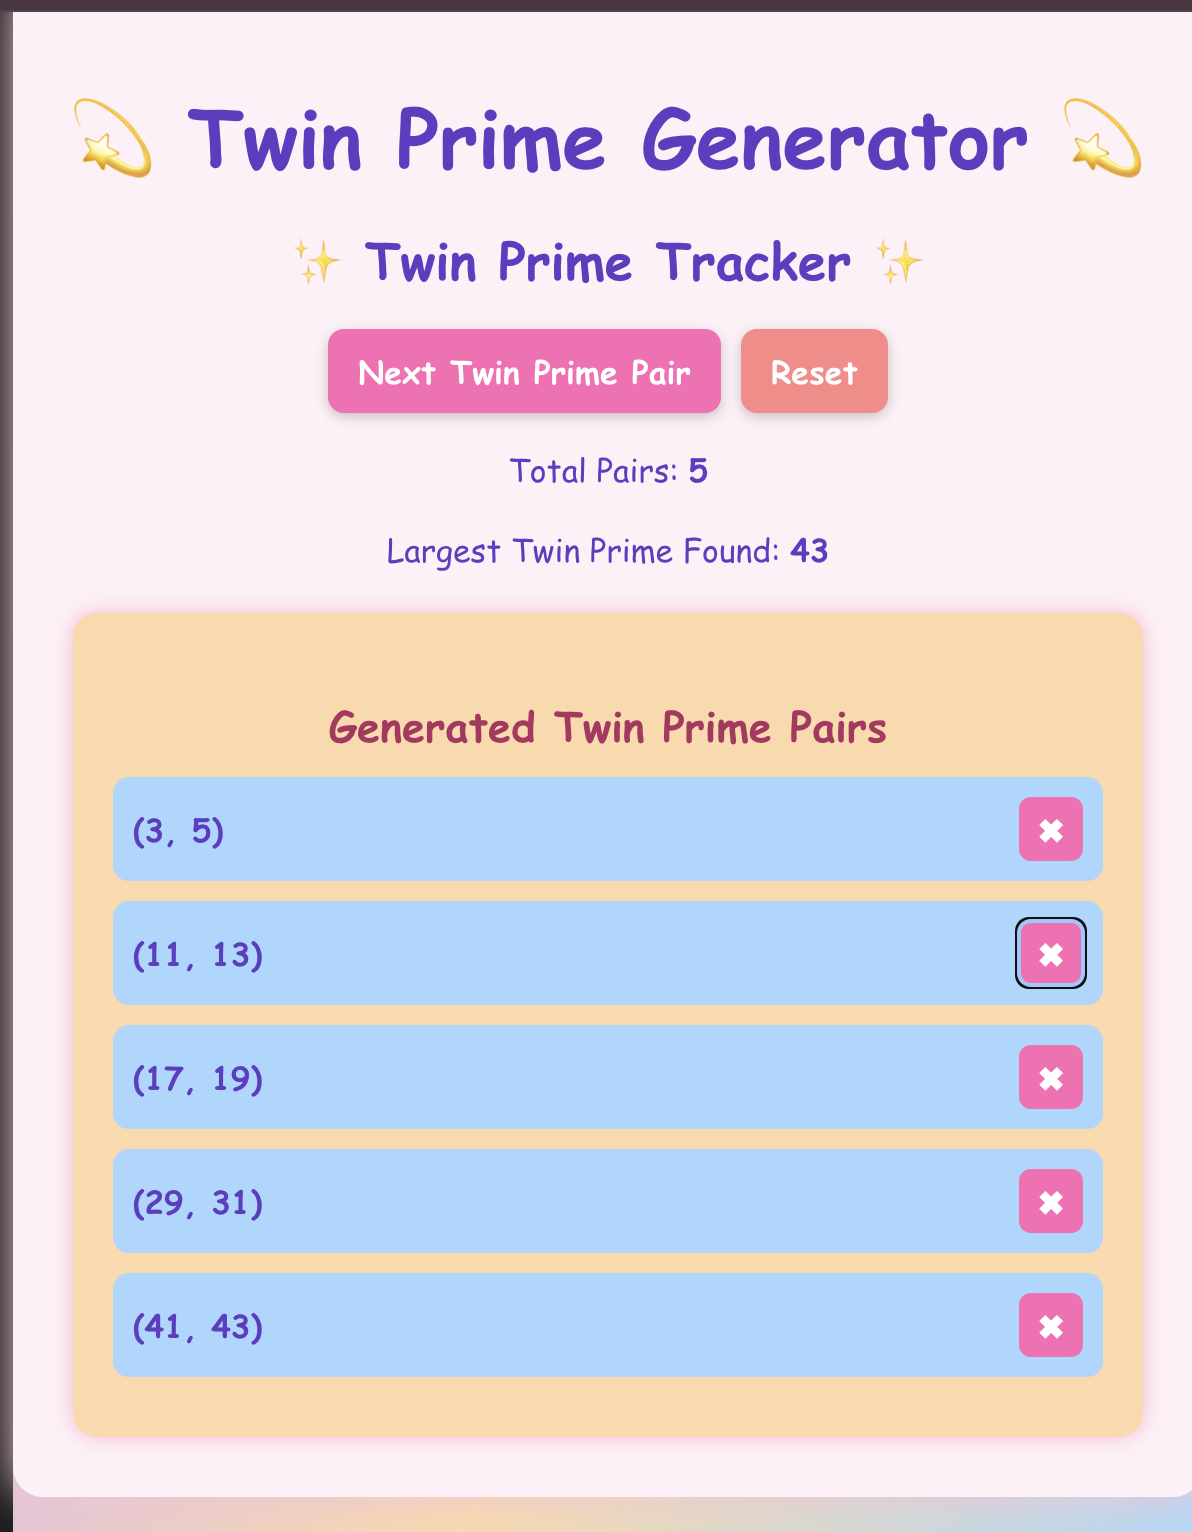 Twin Prime Generator
Twin Prime Tracker
Next Twin Prime Pair Reset
Total Pairs: 5
Largest Twin Prime Found: 43
Generated Twin Prime Pairs
(3, 5)
(11, 13)
(17, 19)
(29, 31)
(41, 43)